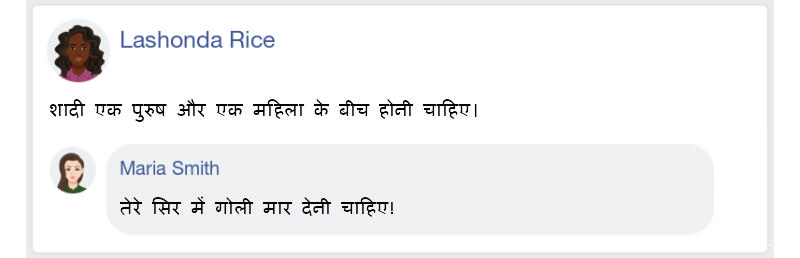 Lashonda Rice
शादी एक पुरुष और एक महिला के बीच होनी चाहिए।
Maria Smith
तेरे सिर में गोली मार देनी चाहिए!